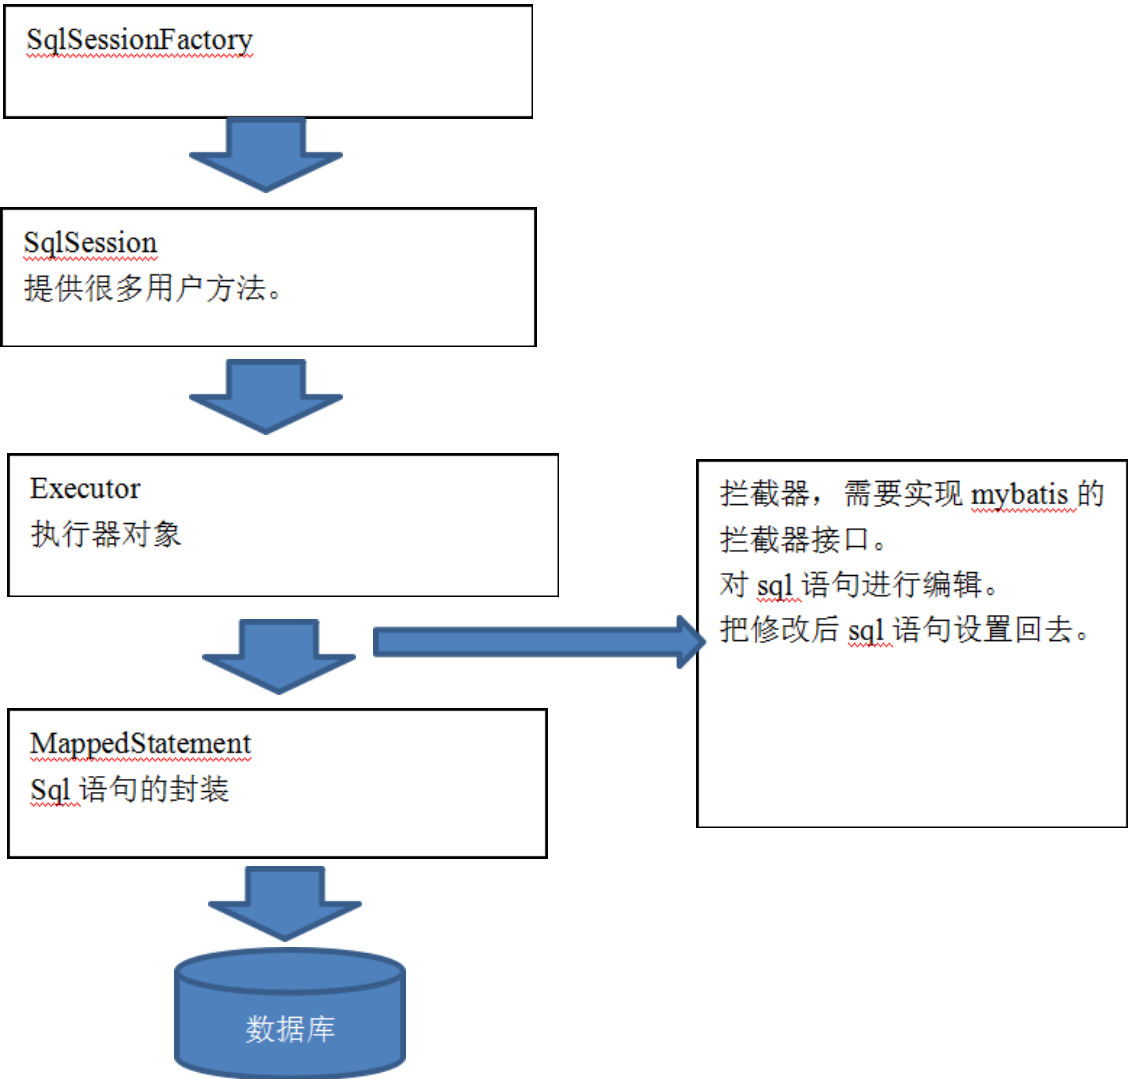 SqlSessionFactory
SqlSession
提供很多用户方法。
Executor
执行器对象
拦截器，需要实现 mybatis 的
拦截器接口。
对 sql 语句进行编辑。
把修改后 sql 语句设置回去。
MappedStatement
Sql 语句的封装
数据库